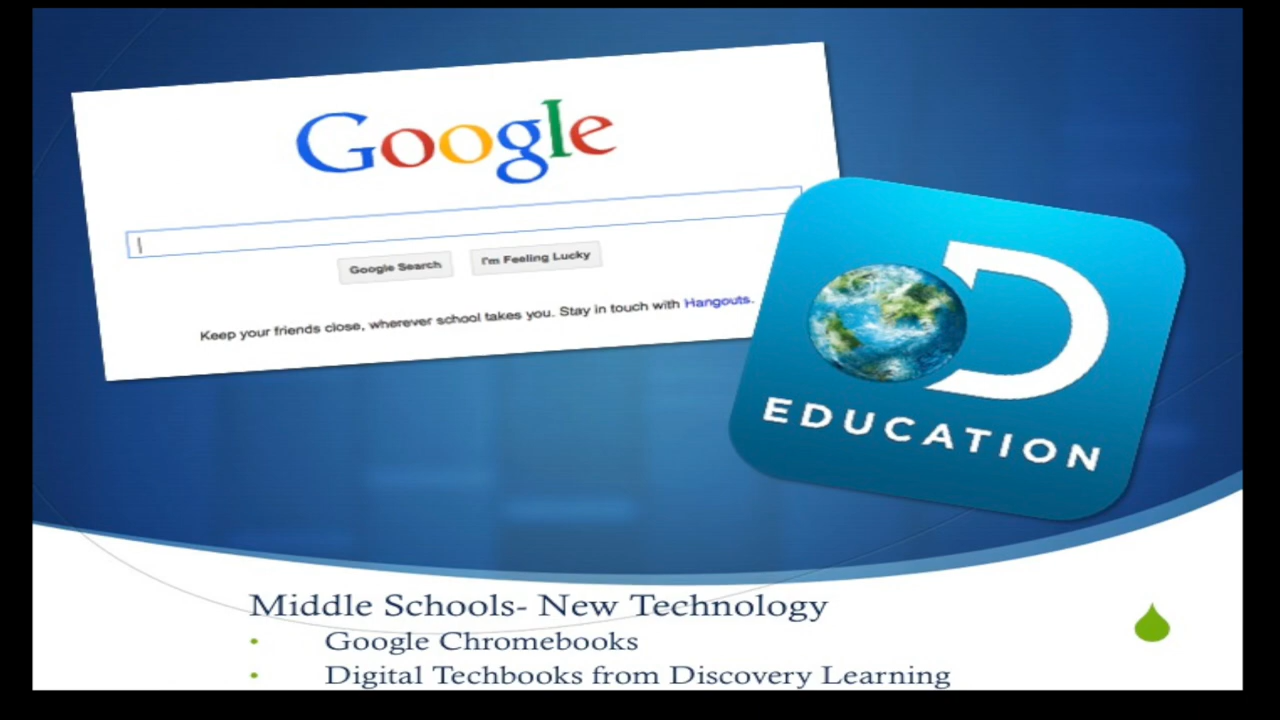 Google
Google Search
I'm Feeling Lucky
Keep your friends close, wherever school takes you. Stay in touch with Hangouts.
EDUCATION
Middle Schools- New Technology
• Google Chromebooks
• Digital Techbooks from Discovery Learning